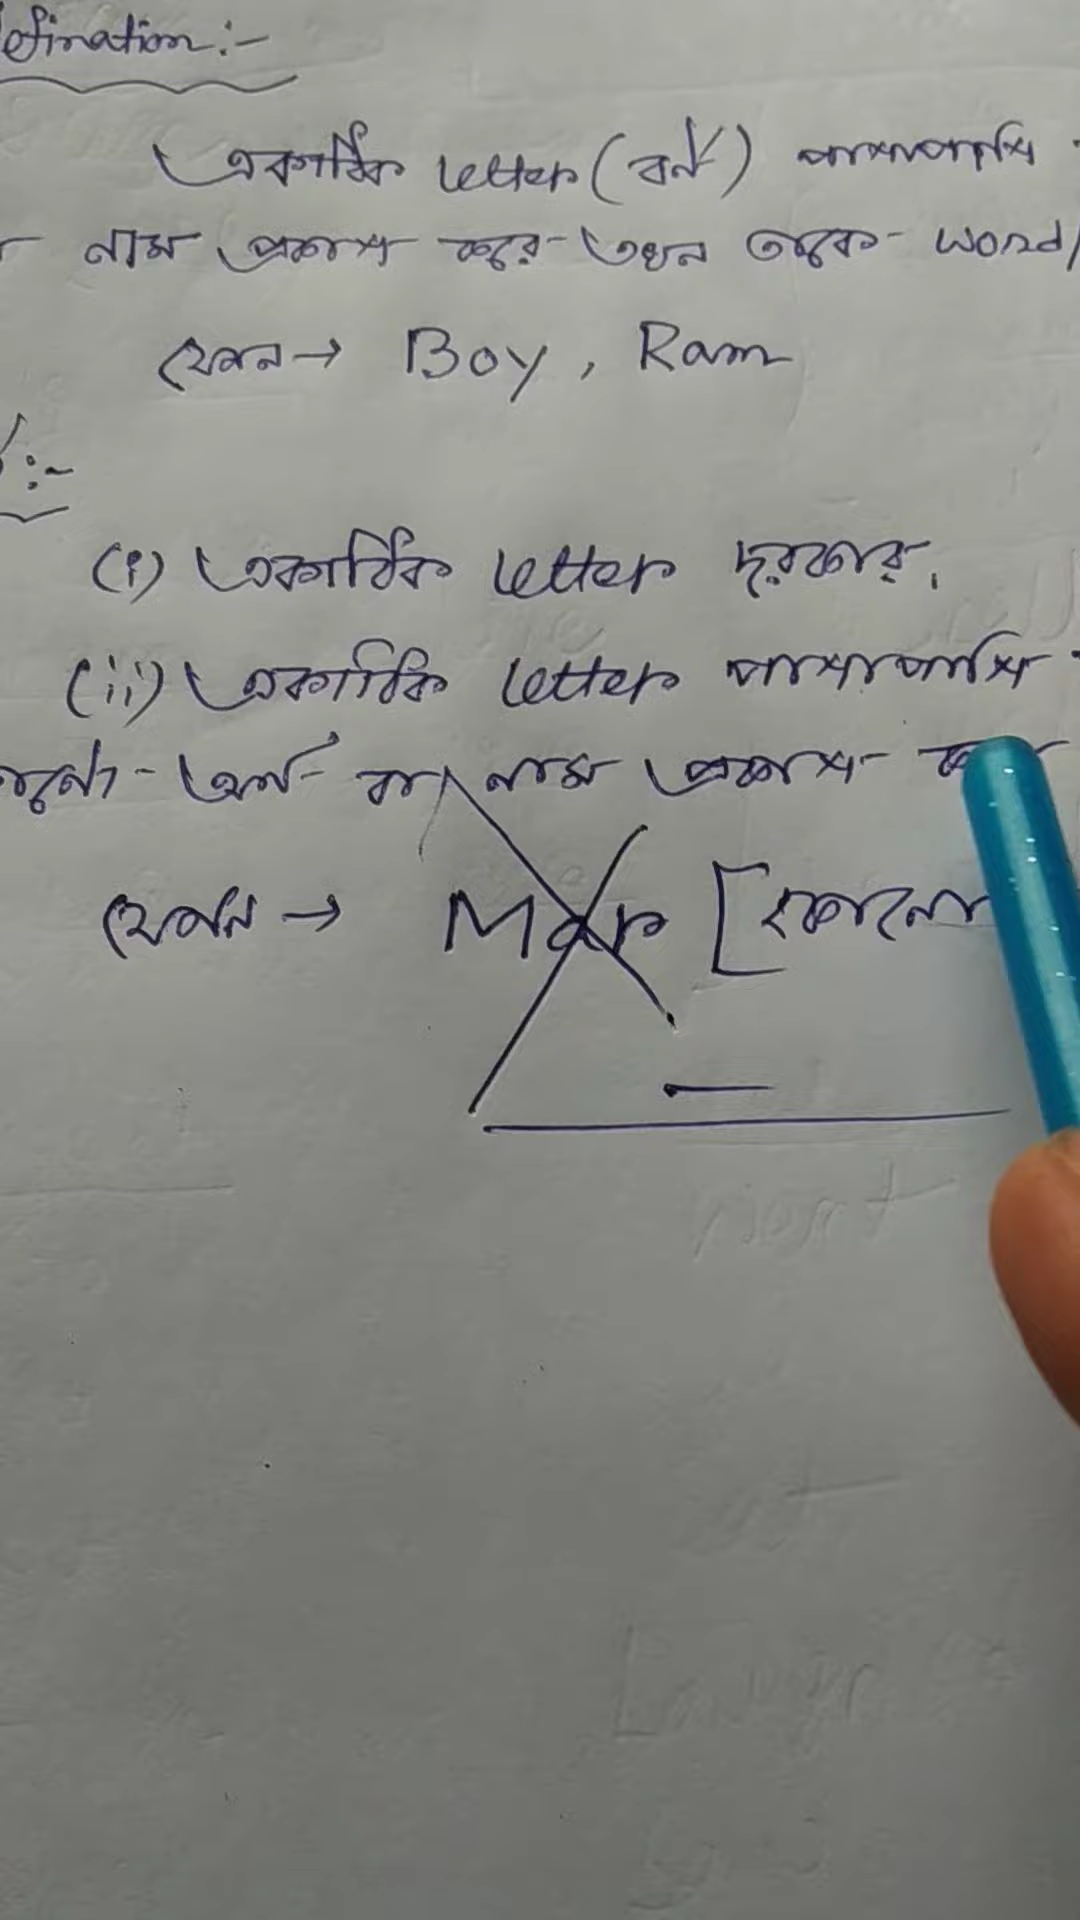 efination:-
একাধিক letter (বর্ণ) পাশাপাশি
নাম প্রকাশ করে তখন তাকে word/
যেমন→ Boy, Ram
:-
(i) একাধিক letter দরকার,
(ii) একাধিক letter পাশাপাশি
অর্থ বা নাম প্রকাশ
যেমন →
[কোনো